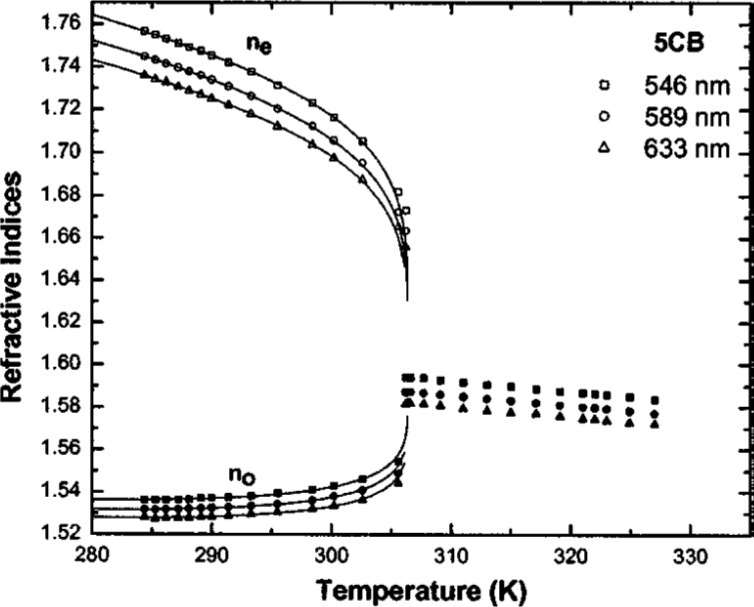 1.76
1.74
1.72
1.70
1.68
1.66
1.64
1.62
1.60
1.58
1.56
1.54
1.52
Refractive Indices
ne
5CB
546 nm
589 nm
633 nm
no
280
290
300
310
320
330
Temperature (K)